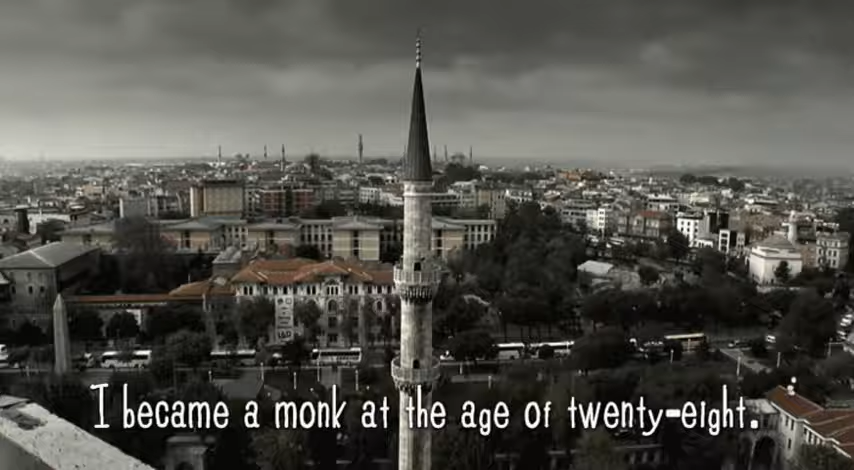 I became a monk at the age of twenty-eight.